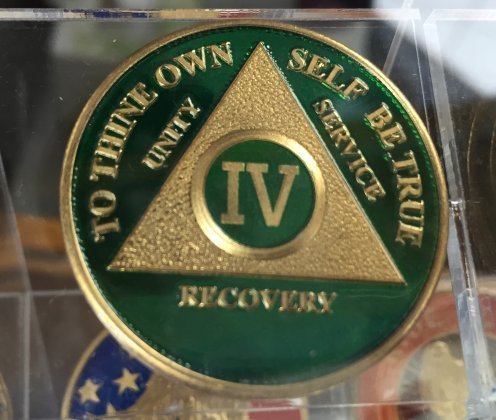 TO THINE OWN SELF BE TRUE
UNITY
SERVICE
IV
RECOVERY